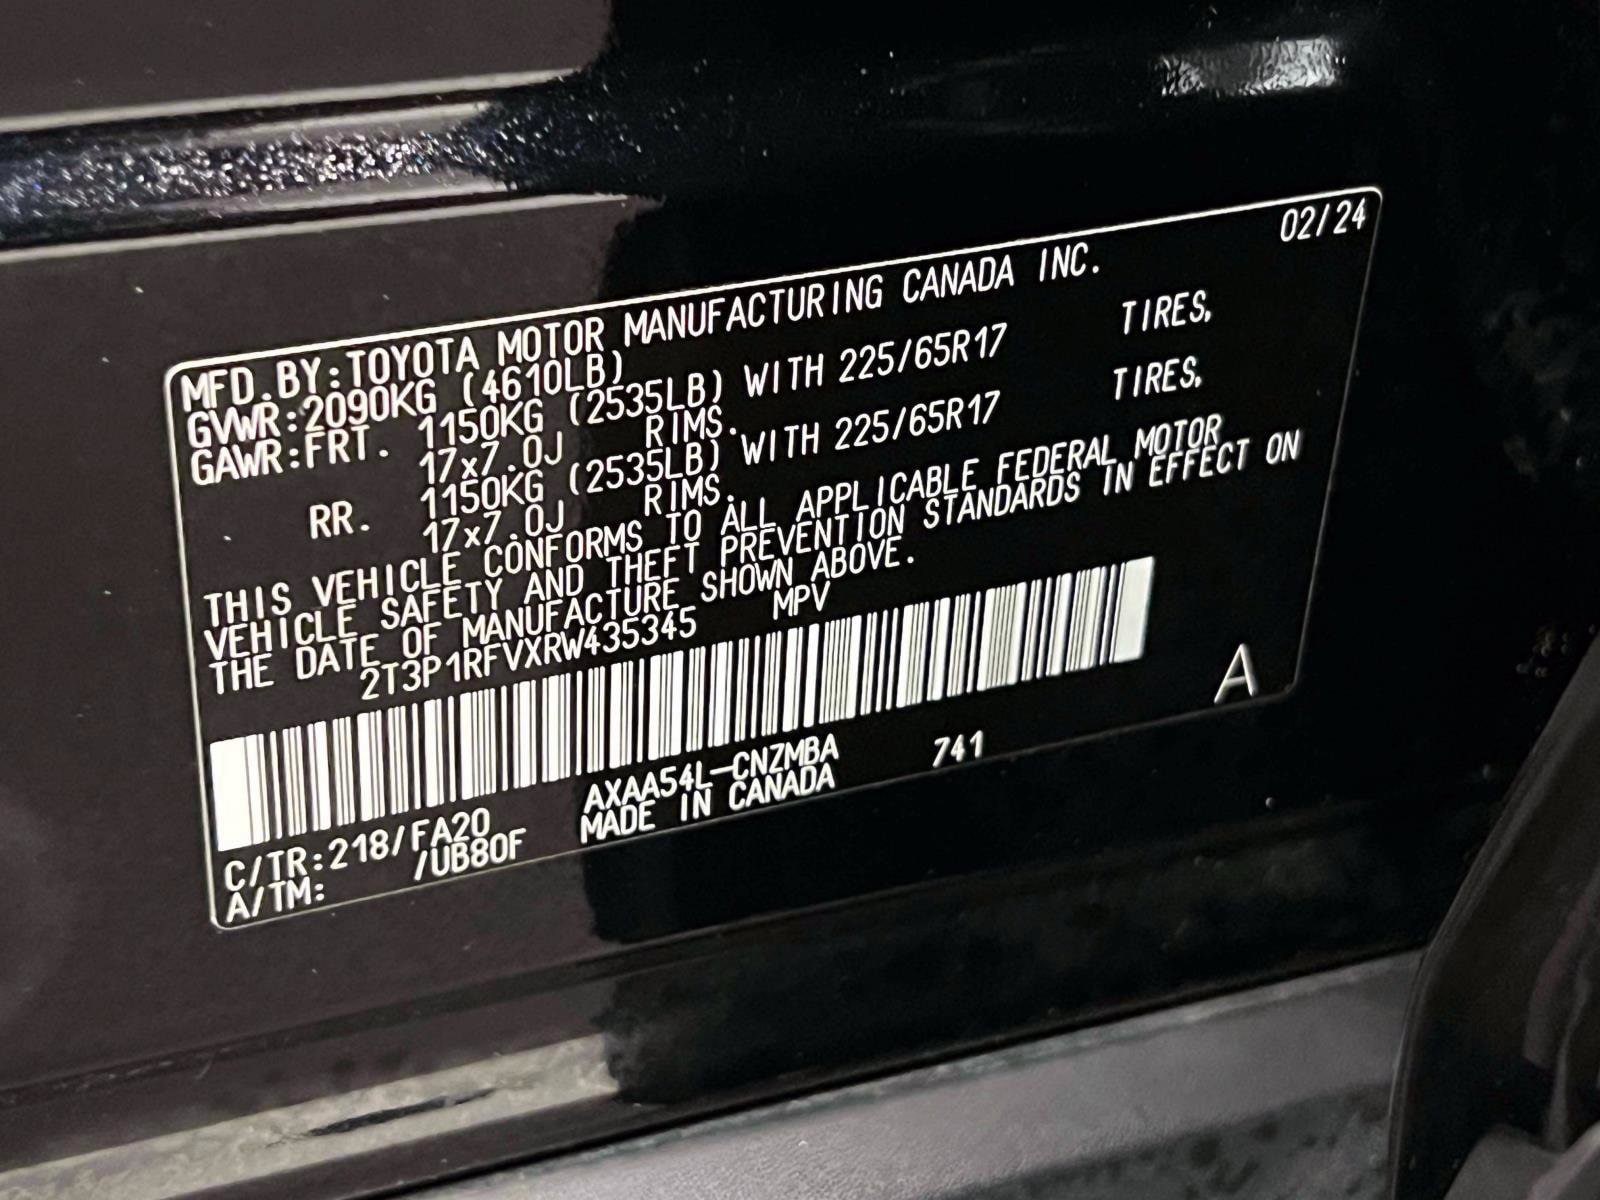 02/24
MFD.BY:TOYOTA MOTOR MANUFACTURING CANADA INC.
GVWR:2090KG (4610LB)
GAWR:FRT. 1150KG (2535LB) WITH 225/65R17 TIRES,
17x7.0J RIMS.
RR. 1150KG (2535LB) WITH 225/65R17 TIRES,
17x7.0J RIMS.
THIS VEHICLE CONFORMS TO ALL APPLICABLE FEDERAL MOTOR
VEHICLE SAFETY AND THEFT PREVENTION STANDARDS IN EFFECT ON
THE DATE OF MANUFACTURE SHOWN ABOVE.
2T3P1RFVXRW435345 MPV
A
C/TR:218/FA20 AXAA54L-CNZMBA 741
A/TM: /UB80F MADE IN CANADA